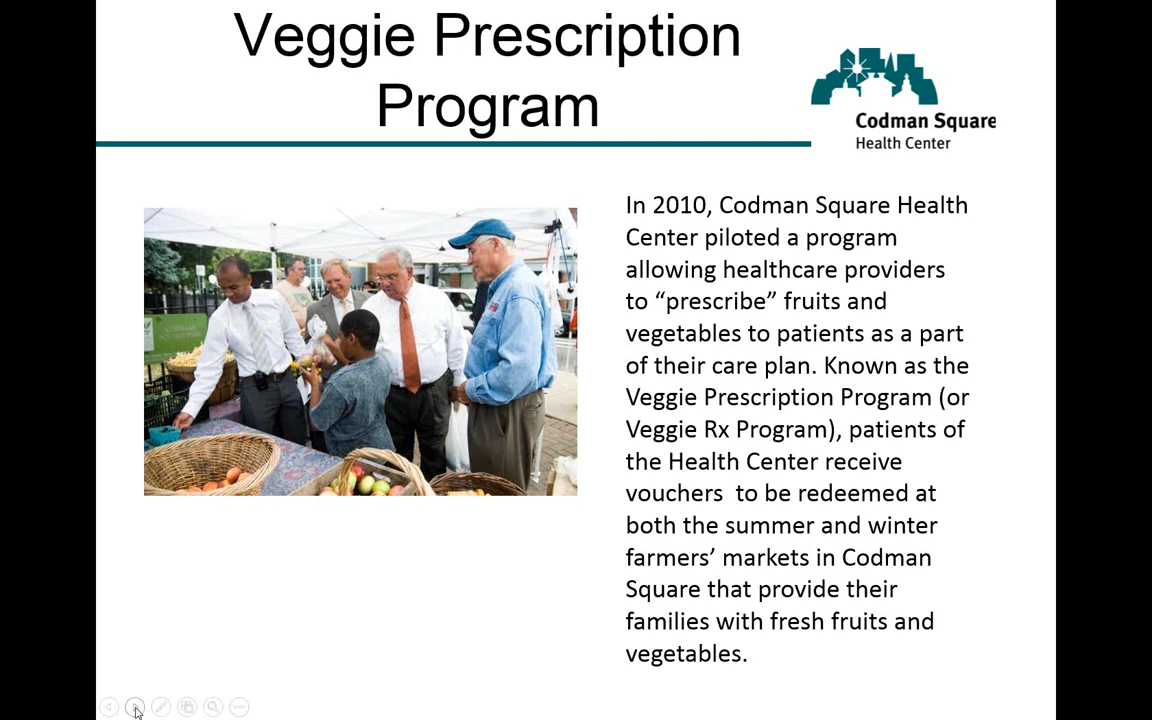 Veggie Prescription
Program
Codman Square
Health Center
In 2010, Codman Square Health
Center piloted a program
allowing healthcare providers
to “prescribe” fruits and
vegetables to patients as a part
of their care plan. Known as the
Veggie Prescription Program (or
Veggie Rx Program), patients of
the Health Center receive
vouchers  to be redeemed at
both the summer and winter
farmers’ markets in Codman
Square that provide their
families with fresh fruits and
vegetables.